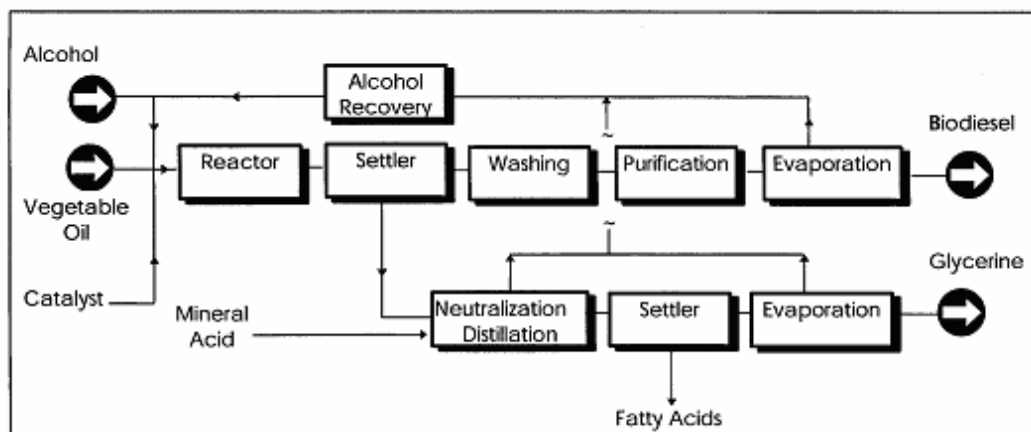 Alcohol
Alcohol
Recovery
Biodiesel
Reactor
Settler
Washing
Purification
Evaporation
Vegetable
Oil
Glycerine
Catalyst
Mineral
Acid
Neutralization
Distillation
Settler
Evaporation
Fatty Acids